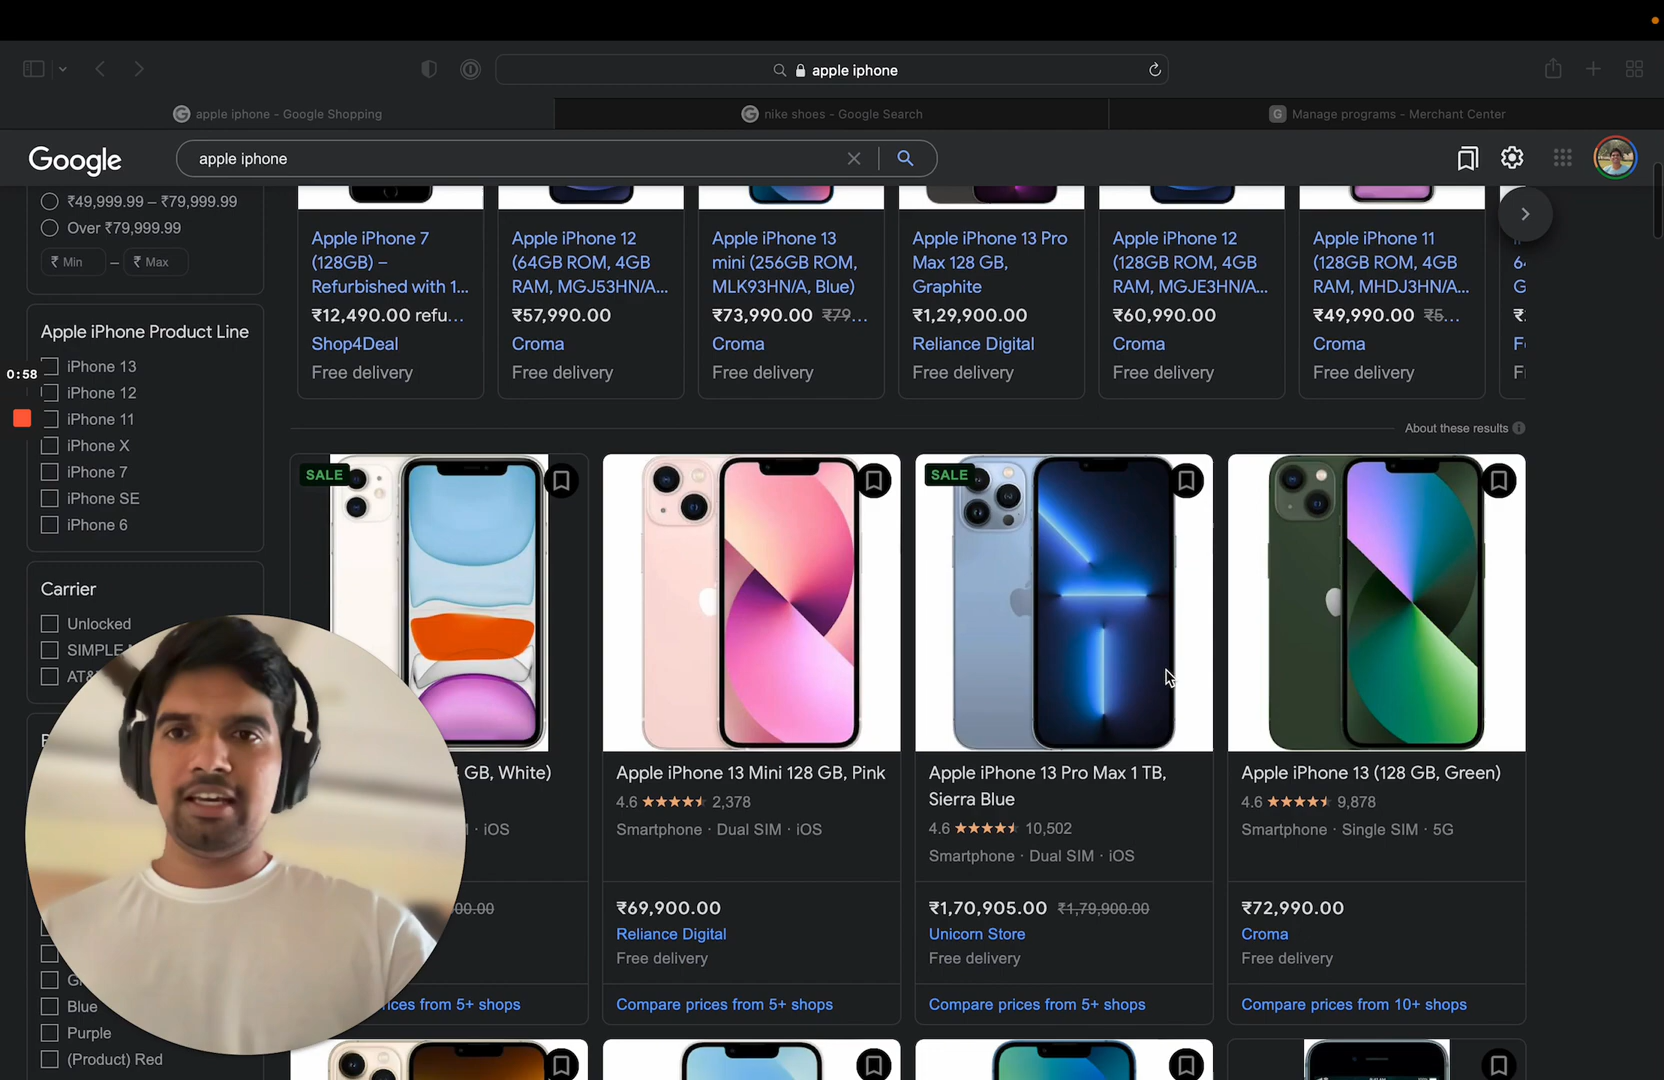 apple iphone
apple iphone - Google Shopping
nike shoes - Google Search
Manage programs - Merchant Center
Google
apple iphone
₹49,999.99 – ₹79,999.99
Over ₹79,999.99
₹ Min – ₹ Max
Apple iPhone Product Line
iPhone 13
0:58
iPhone 12
iPhone 11
iPhone X
iPhone 7
iPhone SE
iPhone 6
Carrier
Unlocked
SIMPLE
AT&
Blue
Purple
(Product) Red
Apple iPhone 7
(128GB) –
Refurbished with 1...
₹12,490.00 refu...
Shop4Deal
Free delivery
Apple iPhone 12
(64GB ROM, 4GB
RAM, MGJ53HN/A...
₹57,990.00
Croma
Free delivery
Apple iPhone 13
mini (256GB ROM,
MLK93HN/A, Blue)
₹73,990.00 ₹79...
Croma
Free delivery
Apple iPhone 13 Pro
Max 128 GB,
Graphite
₹1,29,900.00
Reliance Digital
Free delivery
Apple iPhone 12
(128GB ROM, 4GB
RAM, MGJE3HN/A...
₹60,990.00
Croma
Free delivery
Apple iPhone 11
(128GB ROM, 4GB
RAM, MHDJ3HN/A...
₹49,990.00 ₹5...
Croma
Free delivery
About these results
SALE
GB, White)
· iOS
00.00
ices from 5+ shops
Apple iPhone 13 Mini 128 GB, Pink
4.6 2,378
Smartphone · Dual SIM · iOS
₹69,900.00
Reliance Digital
Free delivery
Compare prices from 5+ shops
SALE
Apple iPhone 13 Pro Max 1 TB,
Sierra Blue
4.6 10,502
Smartphone · Dual SIM · iOS
₹1,70,905.00 ₹1,79,900.00
Unicorn Store
Free delivery
Compare prices from 5+ shops
Apple iPhone 13 (128 GB, Green)
4.6 9,878
Smartphone · Single SIM · 5G
₹72,990.00
Croma
Free delivery
Compare prices from 10+ shops